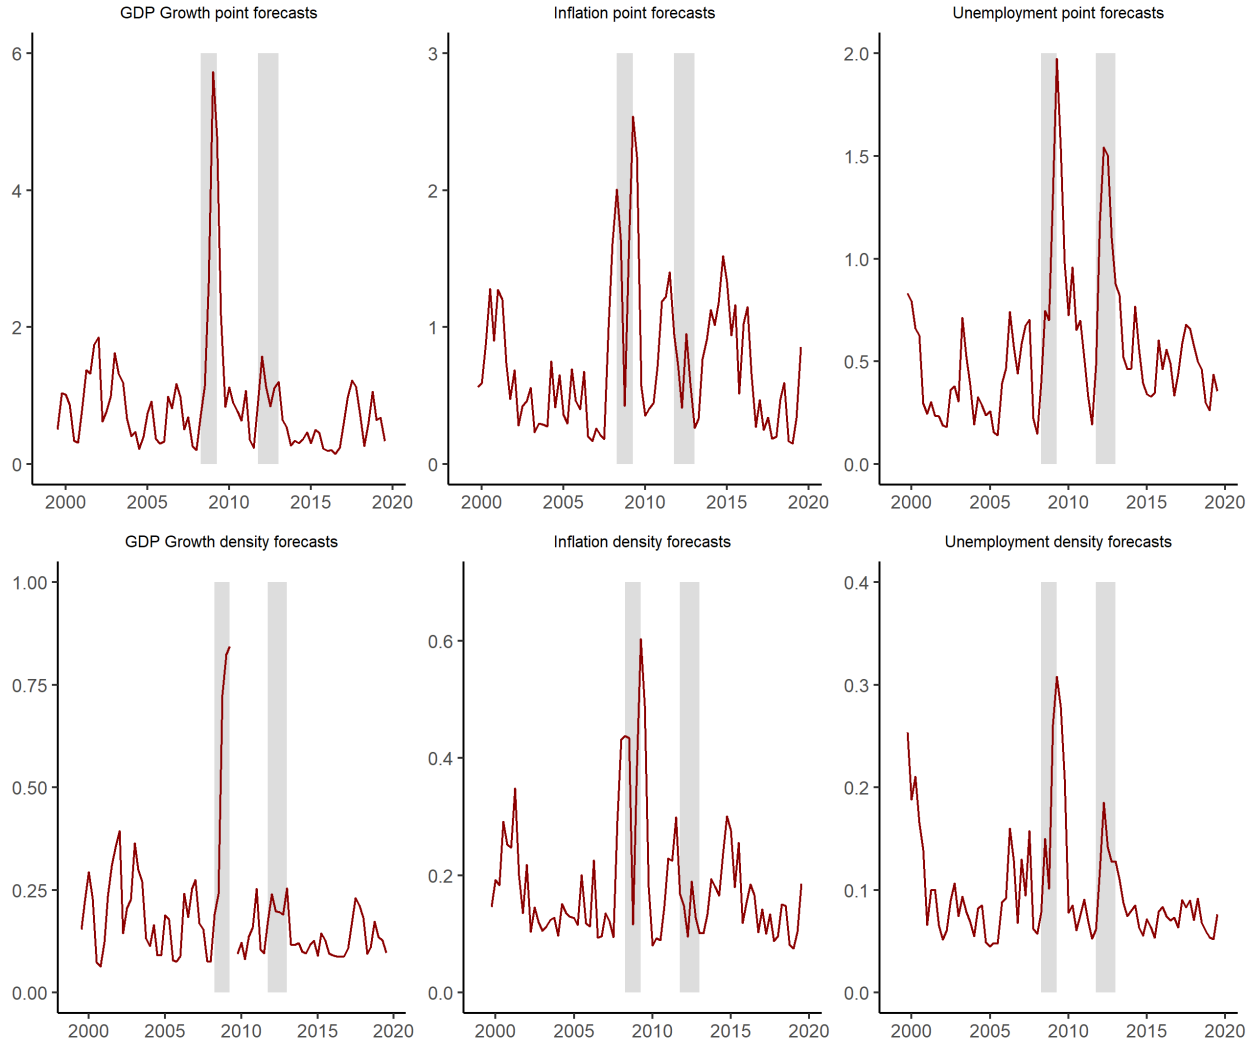 GDP Growth point forecasts
6
4
2
0
2000 2005 2010 2015 2020
Inflation point forecasts
3
2
1
0
2000 2005 2010 2015 2020
Unemployment point forecasts
2.0
1.5
1.0
0.5
0.0
2000 2005 2010 2015 2020
GDP Growth density forecasts
1.00
0.75
0.50
0.25
0.00
2000 2005 2010 2015 2020
Inflation density forecasts
0.6
0.4
0.2
0.0
2000 2005 2010 2015 2020
Unemployment density forecasts
0.4
0.3
0.2
0.1
0.0
2000 2005 2010 2015 2020